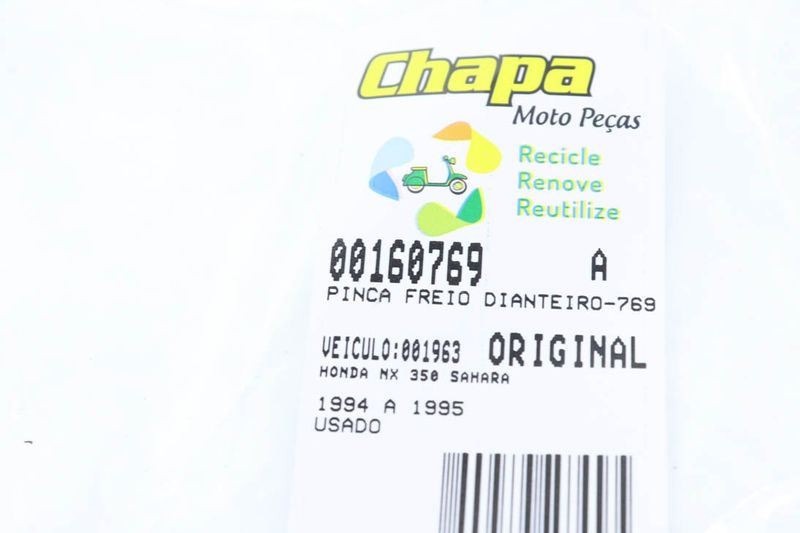 Chapa
Moto Peças
Recicle
Renove
Reutilize
00160769 A
PINCA FREIO DIANTEIRO-769
VEICULO:001963 ORIGINAL
HONDA NX 350 SAHARA
1994 A 1995
USADO